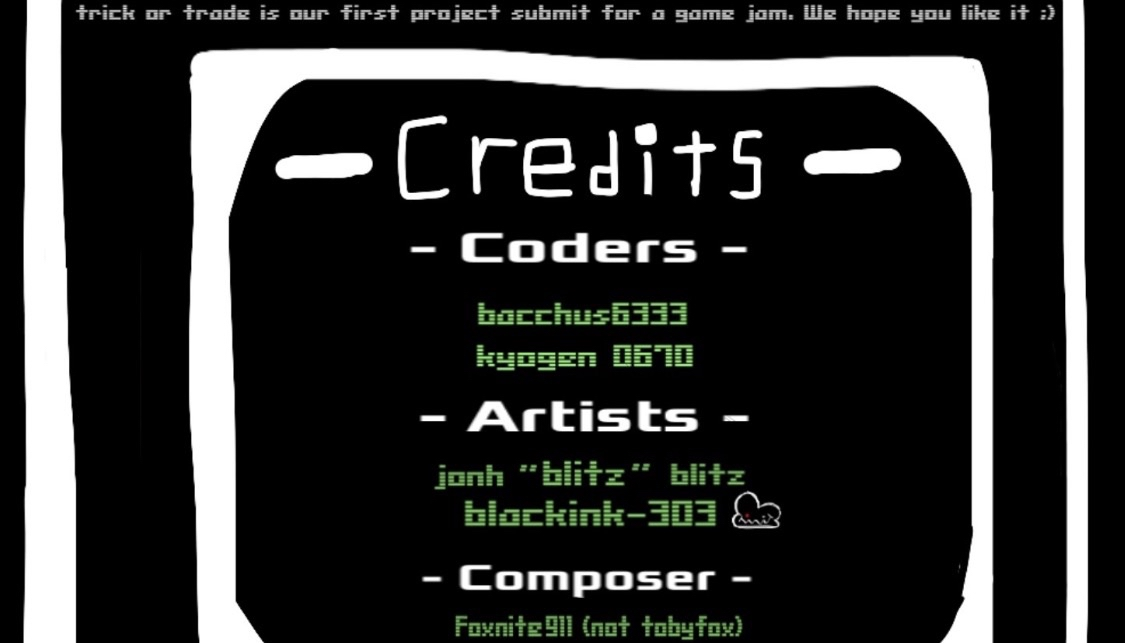 trick or trade is our first project submit for a game jam. We hope you like it ;)
Credits
- Coders -
bacchus6333
kyogen 0670
- Artists -
janh “blitz” blitz
blackink-303
- Composer -
Foxnite911 (not tobyfox)